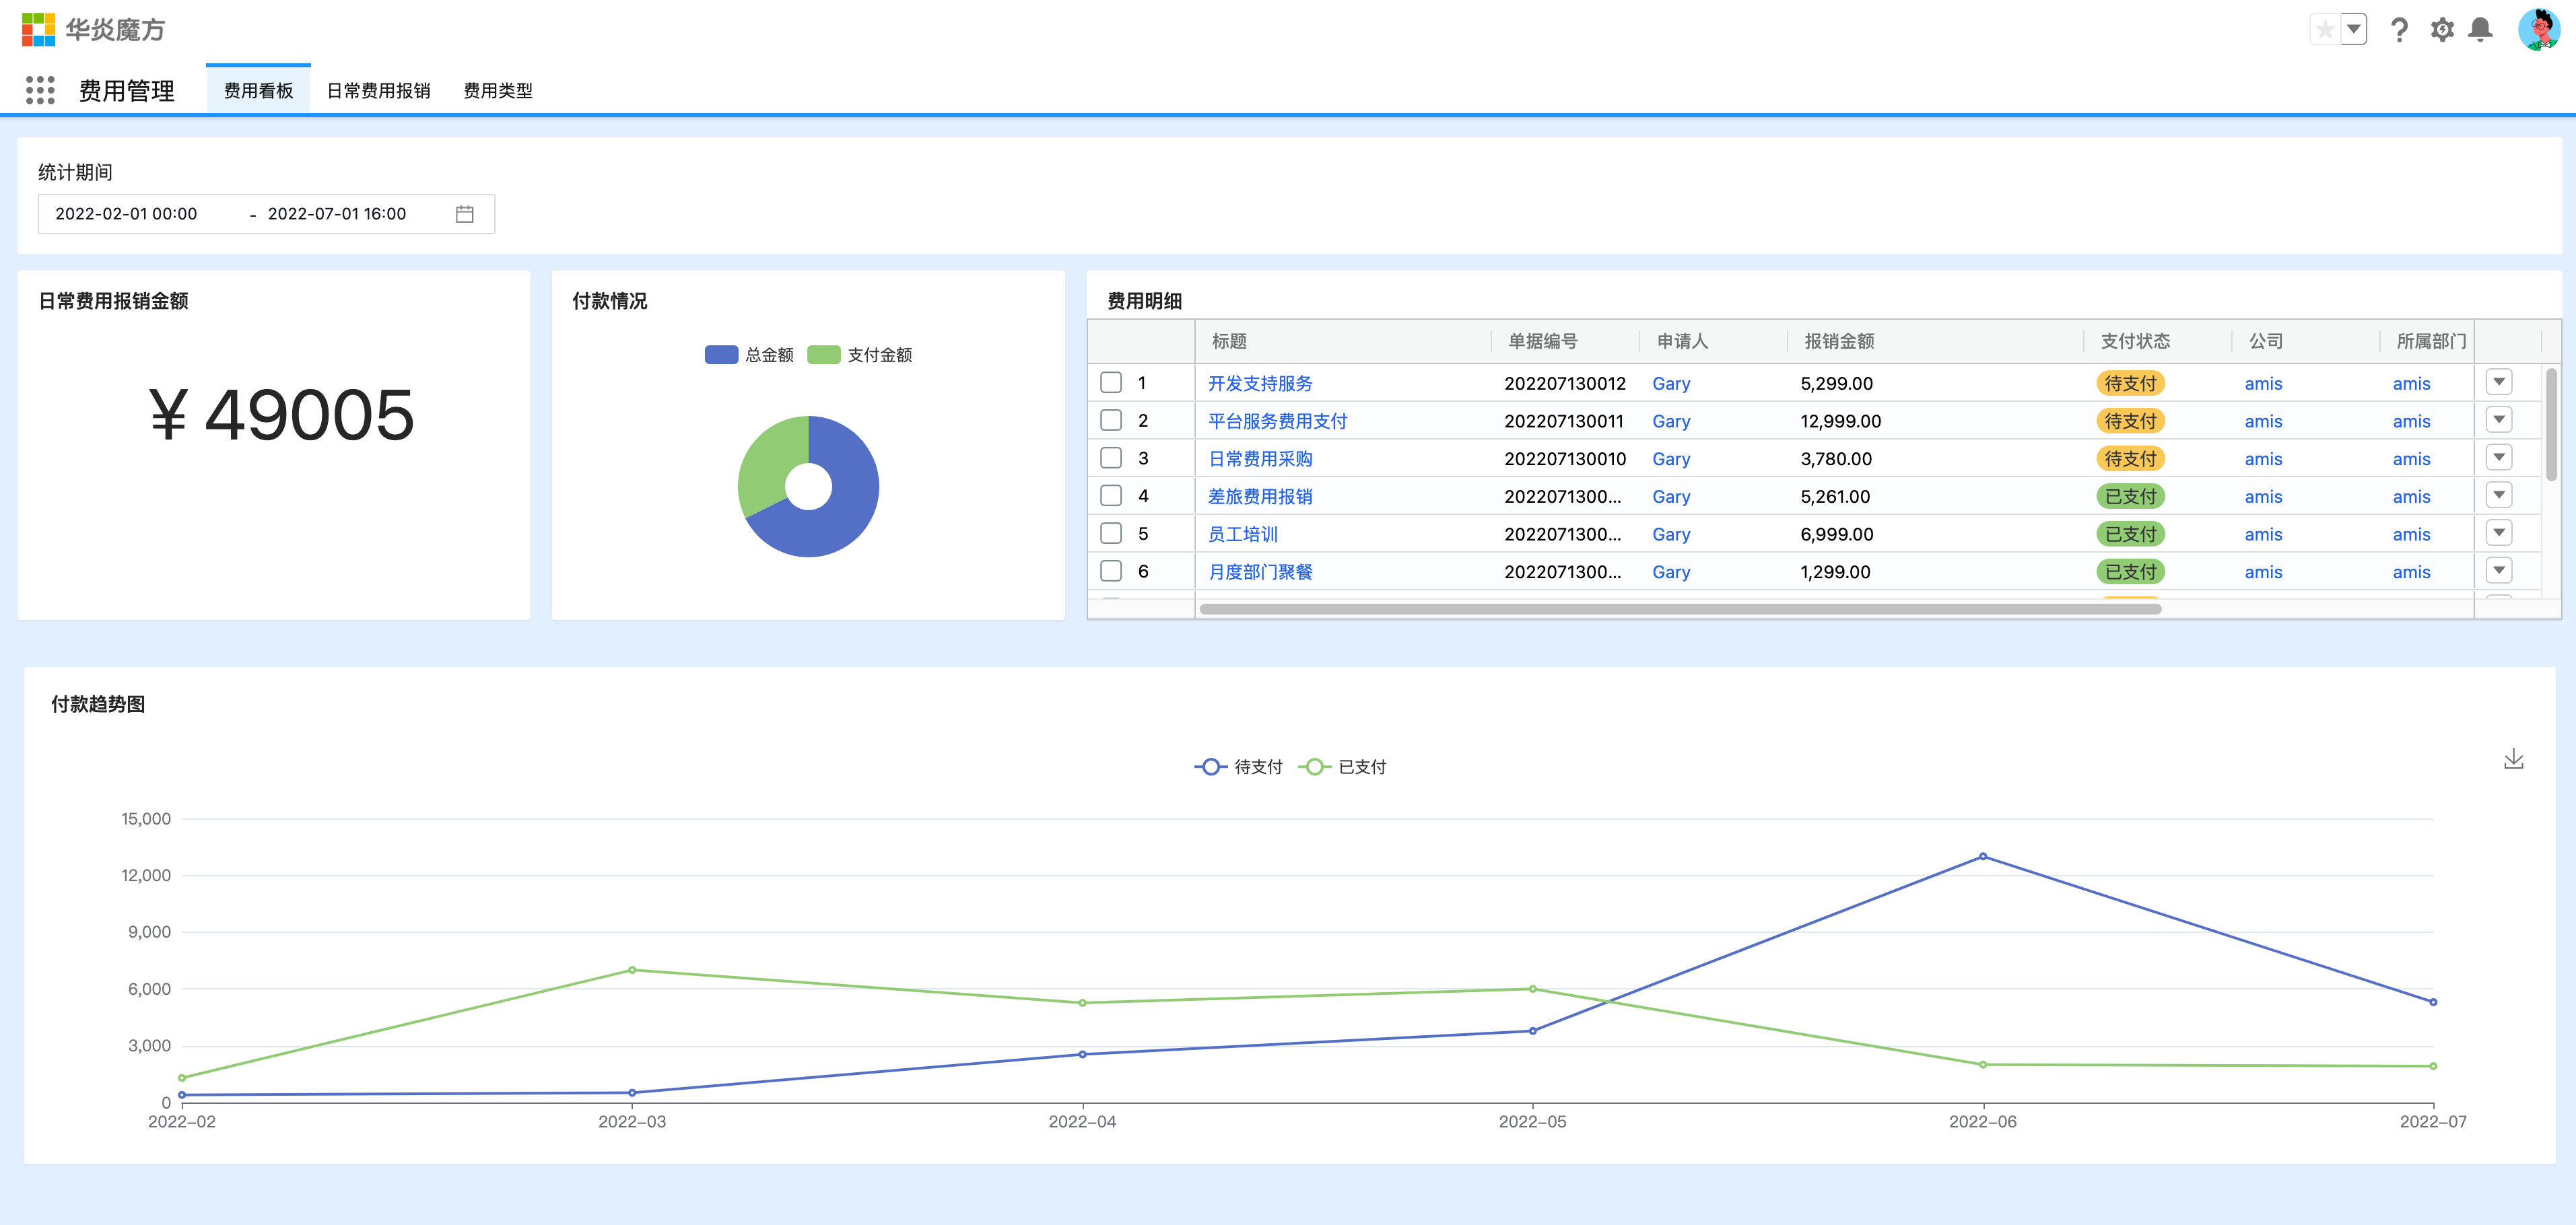 华炎魔方
费用管理 费用看板 日常费用报销 费用类型
统计期间
2022-02-01 00:00 - 2022-07-01 16:00
日常费用报销金额
¥ 49005
付款情况
总金额 支付金额
费用明细
标题 单据编号 申请人 报销金额 支付状态 公司 所属部门
1 开发支持服务 202207130012 Gary 5,299.00 待支付 amis amis
2 平台服务费用支付 202207130011 Gary 12,999.00 待支付 amis amis
3 日常费用采购 202207130010 Gary 3,780.00 待支付 amis amis
4 差旅费用报销 2022071300... Gary 5,261.00 已支付 amis amis
5 员工培训 2022071300... Gary 6,999.00 已支付 amis amis
6 月度部门聚餐 2022071300... Gary 1,299.00 已支付 amis amis
付款趋势图
待支付 已支付
15,000
12,000
9,000
6,000
3,000
0
2022-02 2022-03 2022-04 2022-05 2022-06 2022-07